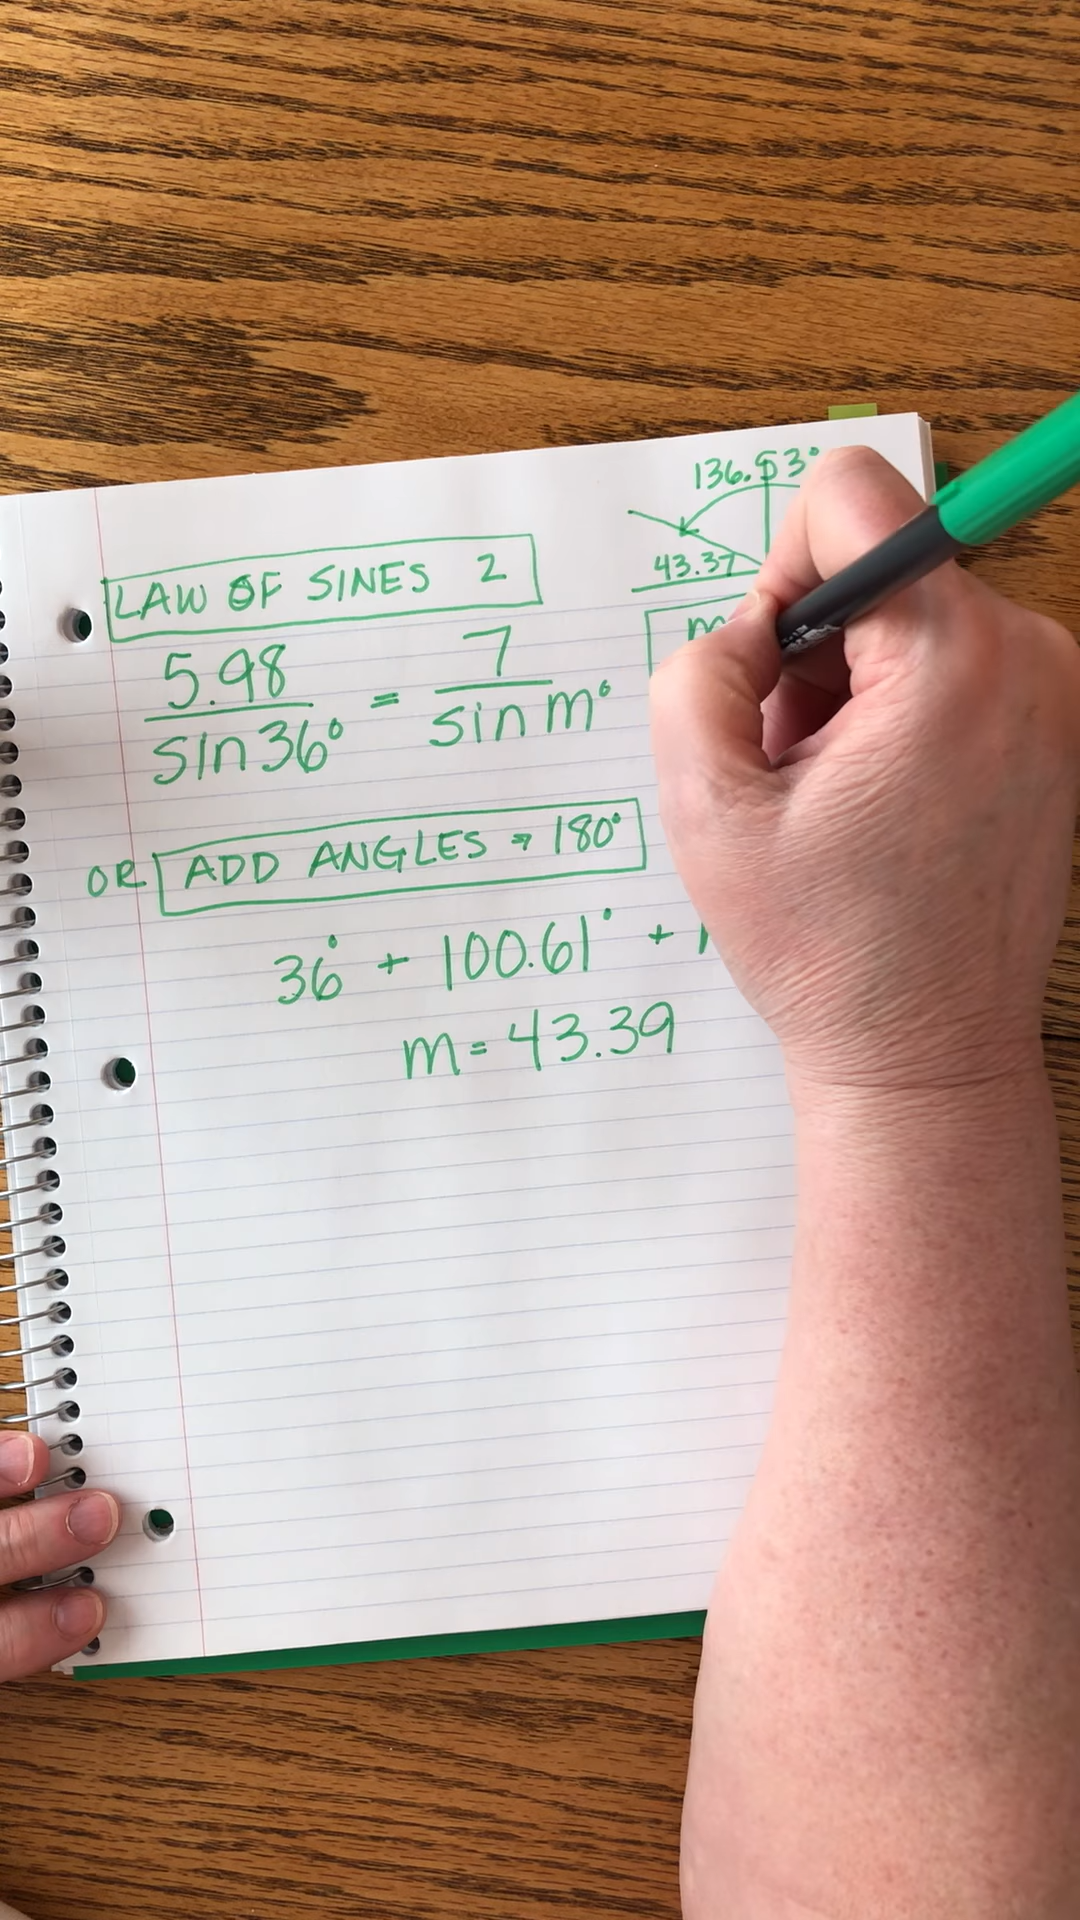 136.53°
43.37
LAW OF SINES 2
5.98 / sin 36° = 7 / sin m°
OR ADD ANGLES → 180°
36° + 100.61° +
m = 43.39